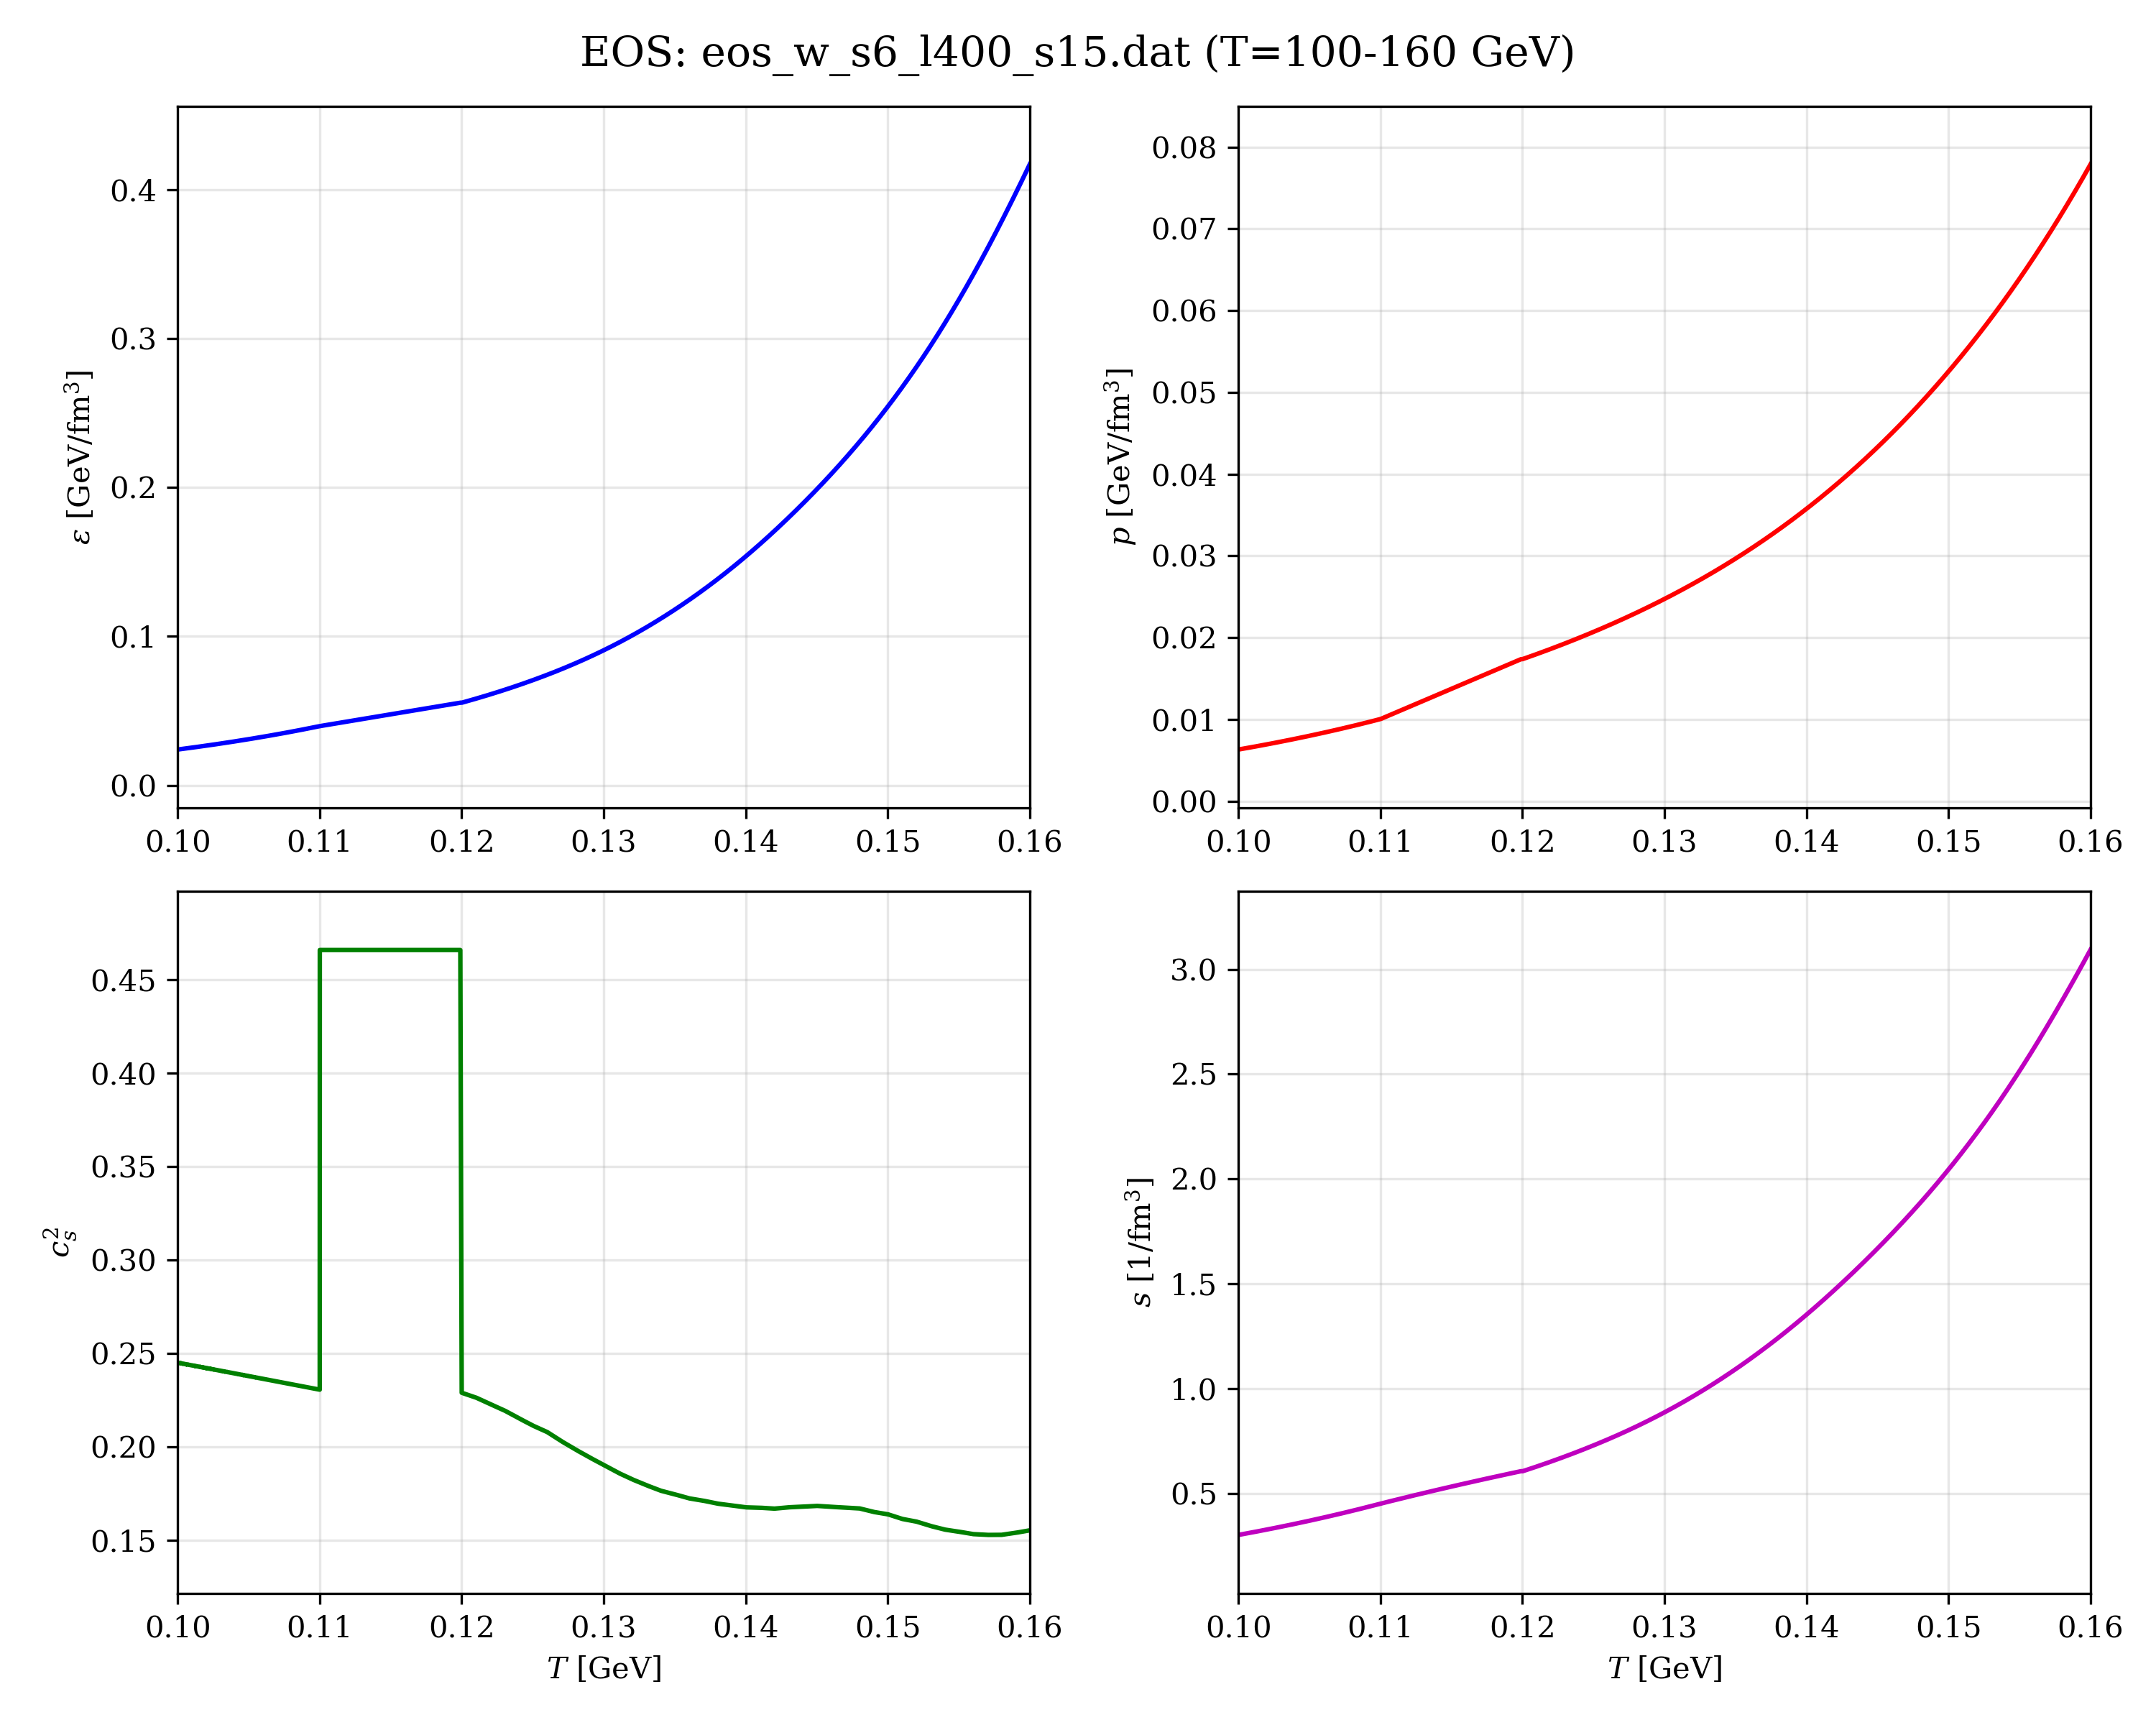 EOS: eos_w_s6_l400_s15.dat (T=100-160 GeV)
ε [GeV/fm³]
0.4
0.3
0.2
0.1
0.0
0.10 0.11 0.12 0.13 0.14 0.15 0.16
p [GeV/fm³]
0.08
0.07
0.06
0.05
0.04
0.03
0.02
0.01
0.00
0.10 0.11 0.12 0.13 0.14 0.15 0.16
c_s^2
0.45
0.40
0.35
0.30
0.25
0.20
0.15
0.10 0.11 0.12 0.13 0.14 0.15 0.16
T [GeV]
s [1/fm³]
3.0
2.5
2.0
1.5
1.0
0.5
0.10 0.11 0.12 0.13 0.14 0.15 0.16
T [GeV]